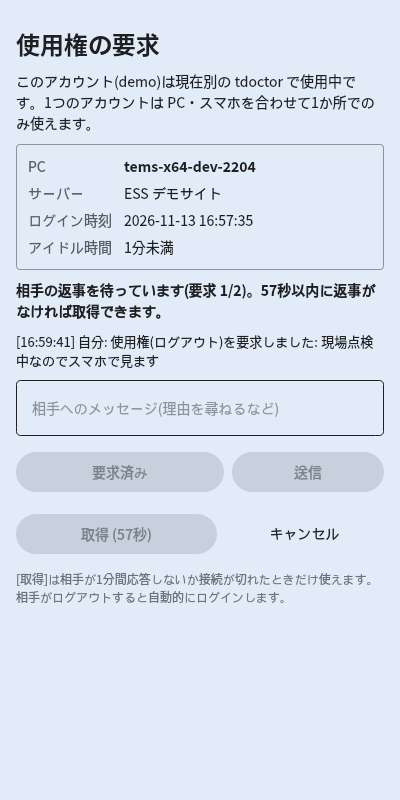 使用権の要求
このアカウント(demo)は現在別の tdoctor で使用中で
す。1つのアカウントは PC・スマホを合わせて1か所での
み使えます。
PC tems-x64-dev-2204
サーバー ESS デモサイト
ログイン時刻 2026-11-13 16:57:35
アイドル時間 1分未満
相手の返事を待っています(要求 1/2)。57秒以内に返事が
なければ取得できます。
[16:59:41] 自分: 使用権(ログアウト)を要求しました: 現場点検
中なのでスマホで見ます
相手へのメッセージ(理由を尋ねるなど)
要求済み 送信
取得 (57秒) キャンセル
[取得]は相手が1分間応答しないか接続が切れたときだけ使えます。
相手がログアウトすると自動的にログインします。